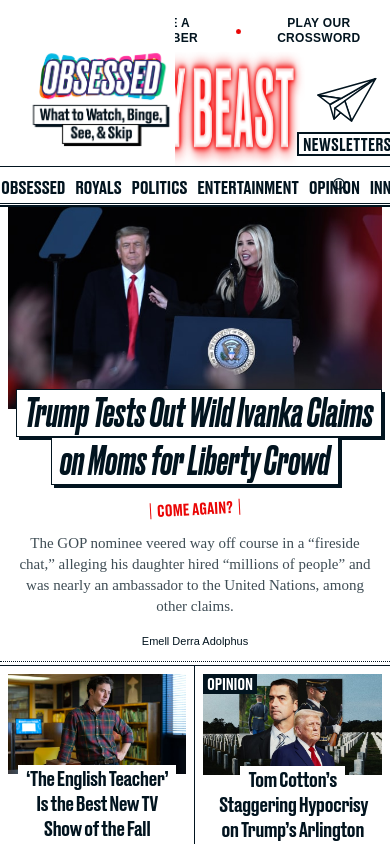 BER
PLAY OUR
CROSSWORD
OBSESSED
What to Watch, Binge,
See, & Skip
Y BEAST
NEWSLETTERS
OBSESSED ROYALS POLITICS ENTERTAINMENT OPINION INN
Trump Tests Out Wild Ivanka Claims
on Moms for Liberty Crowd
COME AGAIN?
The GOP nominee veered way off course in a “fireside
chat,” alleging his daughter hired “millions of people” and
was nearly an ambassador to the United Nations, among
other claims.
Emell Derra Adolphus
‘The English Teacher’
Is the Best New TV
Show of the Fall
OPINION
Tom Cotton’s
Staggering Hypocrisy
on Trump’s Arlington